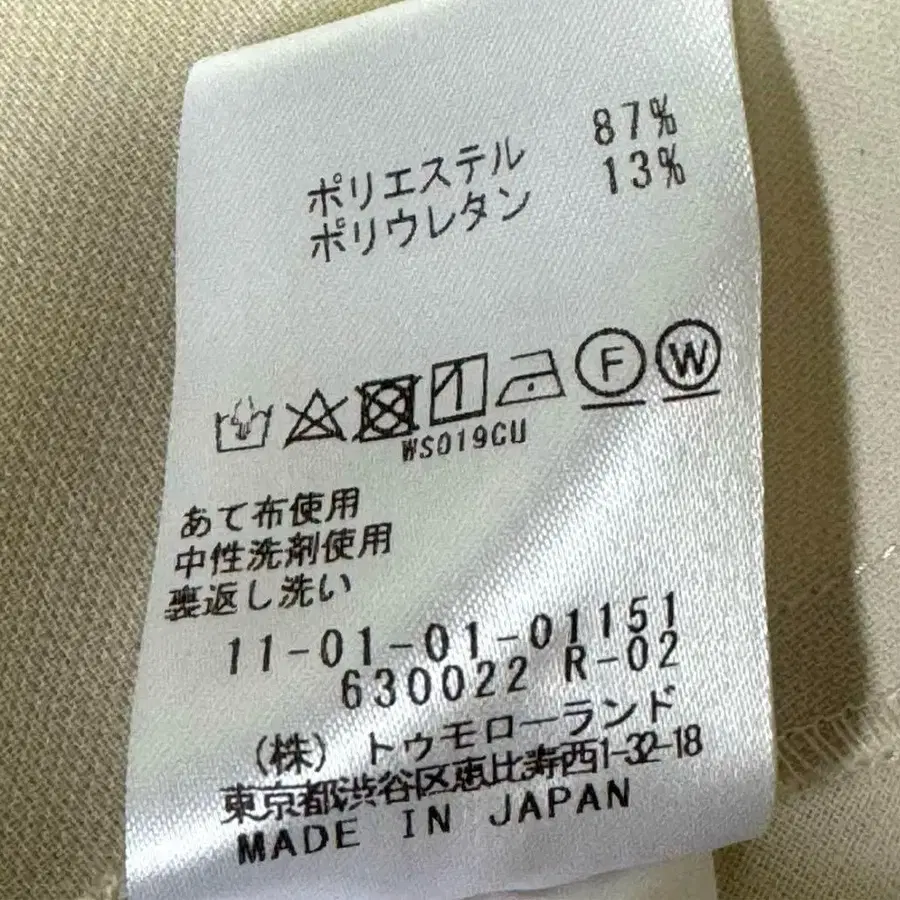 ポリエステル 87%
ポリウレタン 13%
F W
WS019CU
あて布使用
中性洗剤使用
裏返し洗い
11-01-01-01151
630022 R-02
(株)トゥモローランド
東京都渋谷区恵比寿西1-32-18
MADE IN JAPAN